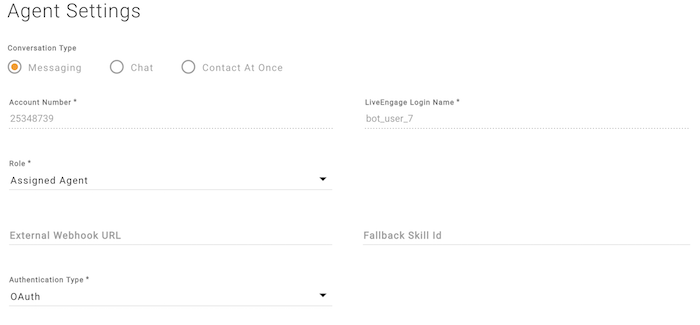 Agent Settings
Conversation Type
Messaging Chat Contact At Once
Account Number * LiveEngage Login Name *
25348739 bot_user_7
Role *
Assigned Agent
External Webhook URL Fallback Skill Id
Authentication Type *
OAuth